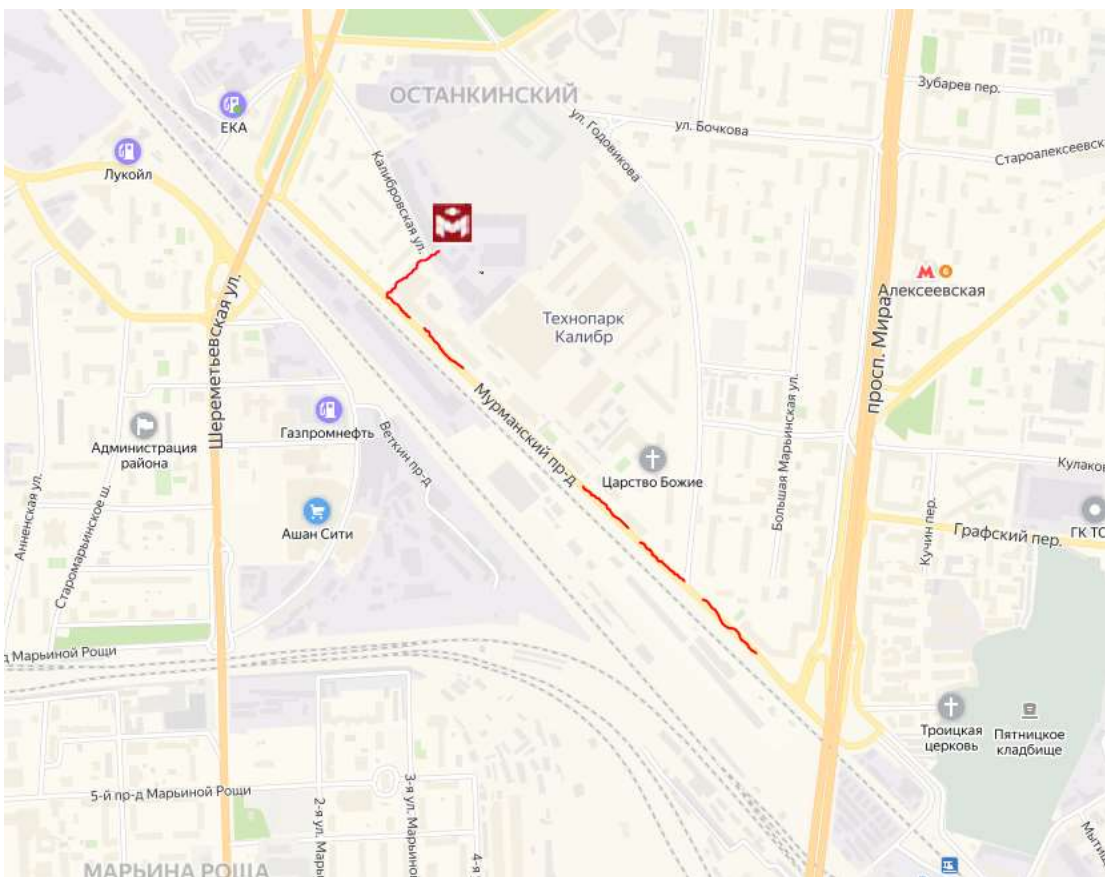 ОСТАНКИНСКИЙ
Зубарев пер.
ЕКА
ул. Годовикова
ул. Бочкова
Староалексеевск
Лукойл
Калибровская ул.
M
Алексеевская
Технопарк
Калибр
Шереметьевская ул.
просп. Мира
Мурманский пр-д
Большая Марьинская ул.
Газпромнефть
Веткин пр-д
Администрация
района
Царство Божие
Кулаков
Анненская ул.
Старомарьинское ш.
Ашан Сити
Кучин пер.
Графский пер.
ГК ТО
д Марьиной Рощи
Троицкая
церковь
Пятницкое
кладбище
5-й пр-д Марьиной Рощи
2-я ул. Марьи
3-я ул. Марьиной
4-я
Мытищ
МАРЬИНА РОЩА